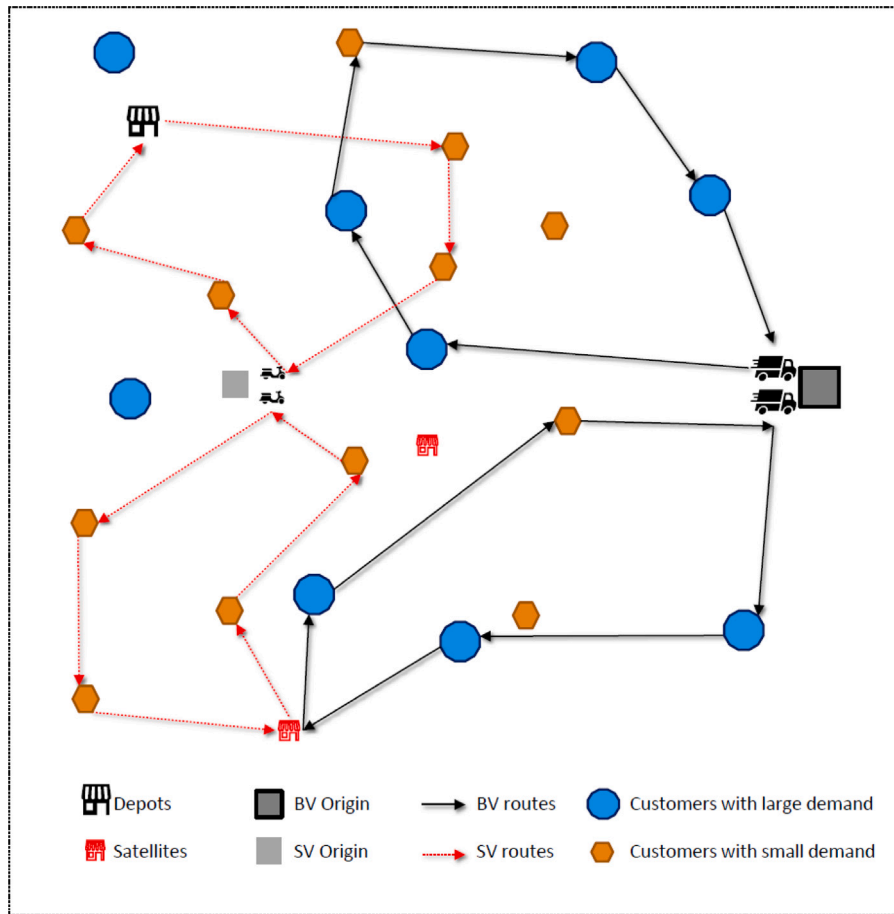 Depots BV Origin BV routes Customers with large demand
Satellites SV Origin SV routes Customers with small demand